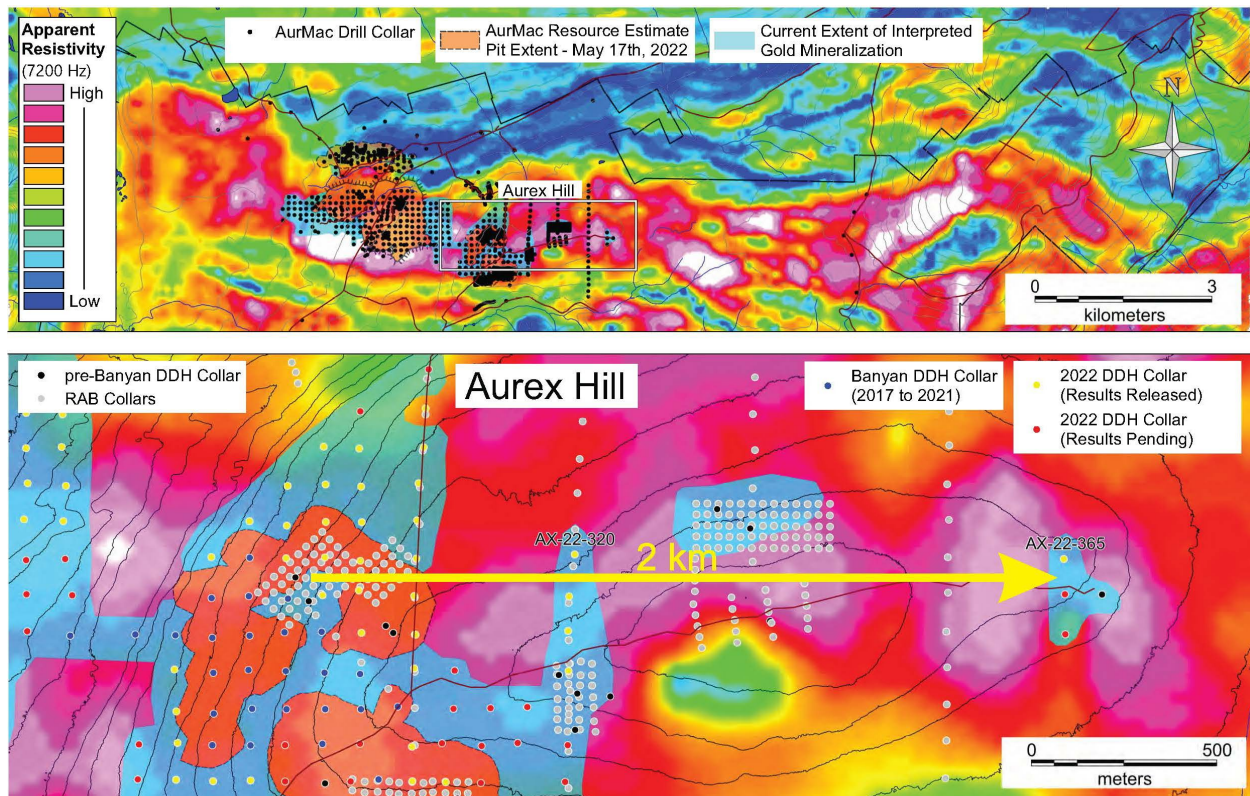 Apparent
Resistivity
(7200 Hz)
High
Low
AurMac Drill Collar
AurMac Resource Estimate
Pit Extent - May 17th, 2022
Current Extent of Interpreted
Gold Mineralization
N
Aurex Hill
0 3
kilometers
pre-Banyan DDH Collar
RAB Collars
Aurex Hill
Banyan DDH Collar
(2017 to 2021)
2022 DDH Collar
(Results Released)
2022 DDH Collar
(Results Pending)
AX-22-320
AX-22-365
2 km
0 500
meters